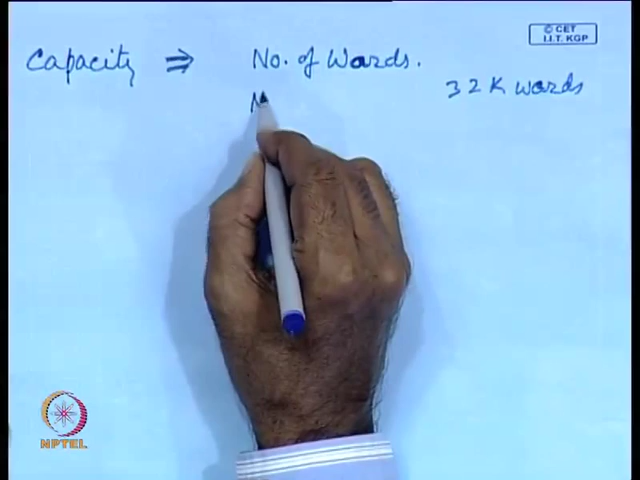 © CET
I.I.T. KGP
Capacity ⇒ No. of Words.
32 K words
N
NPTEL